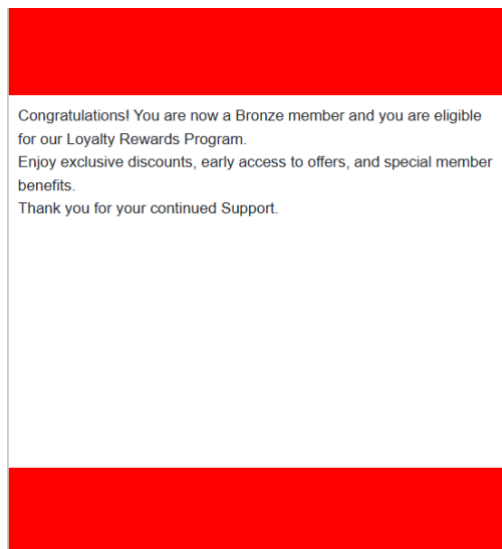 Congratulations! You are now a Bronze member and you are eligible
for our Loyalty Rewards Program.
Enjoy exclusive discounts, early access to offers, and special member
benefits.
Thank you for your continued Support.